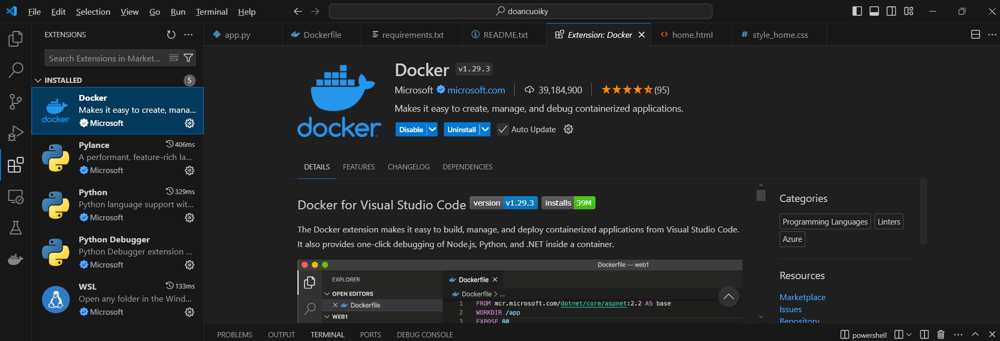 File Edit Selection View Go Run Terminal Help
doancuoiky
EXTENSIONS
Search Extensions in Market...
INSTALLED 5
Docker
Makes it easy to create, mana...
Microsoft
Pylance 406ms
A performant, feature-rich la...
Microsoft
Python 329ms
Python language support wit...
Microsoft
Python Debugger
Python Debugger extension ...
Microsoft
WSL 133ms
Open any folder in the Wind...
Microsoft
app.py Dockerfile requirements.txt README.txt Extension: Docker home.html # style_home.css
docker
Docker v1.29.3
Microsoft microsoft.com 39,184,900 (95)
Makes it easy to create, manage, and debug containerized applications.
Disable Uninstall Auto Update
DETAILS FEATURES CHANGELOG DEPENDENCIES
Docker for Visual Studio Code version v1.29.3 installs 39M
The Docker extension makes it easy to build, manage, and deploy containerized applications from Visual Studio Code.
It also provides one-click debugging of Node.js, Python, and .NET inside a container.
Dockerfile — web1
EXPLORER
OPEN EDITORS
Dockerfile
WEB1
Dockerfile
Dockerfile > ...
1 FROM mcr.microsoft.com/dotnet/core/aspnet:2.2 AS base
2 WORKDIR /app
3 EXPOSE 80
Categories
Programming Languages Linters
Azure
Resources
Marketplace
Issues
Repository
PROBLEMS OUTPUT TERMINAL PORTS DEBUG CONSOLE
powershell